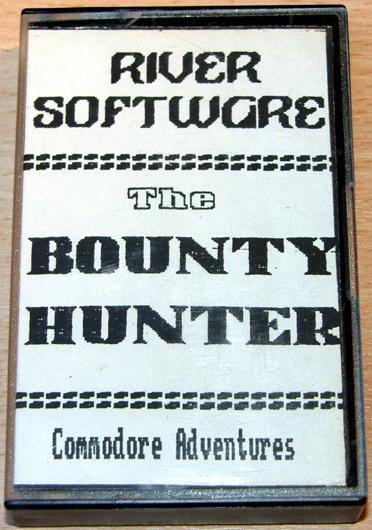 RIVER
SOFTWARE
The
BOUNTY
HUNTER
Commodore Adventures